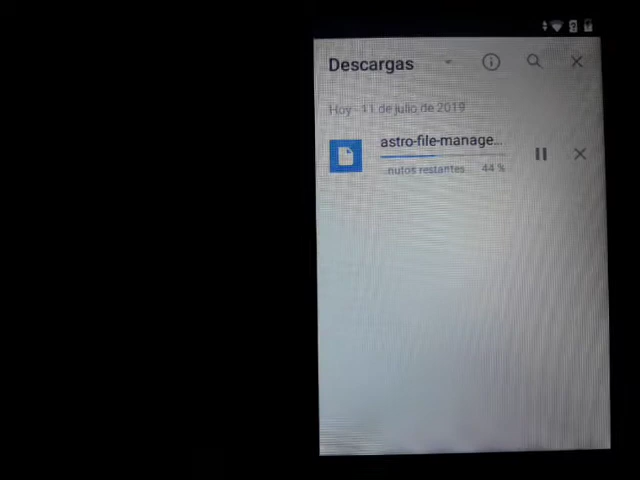 Descargas
Hoy - 11 de julio de 2019
astro-file-manage...
...nutos restantes 44 %